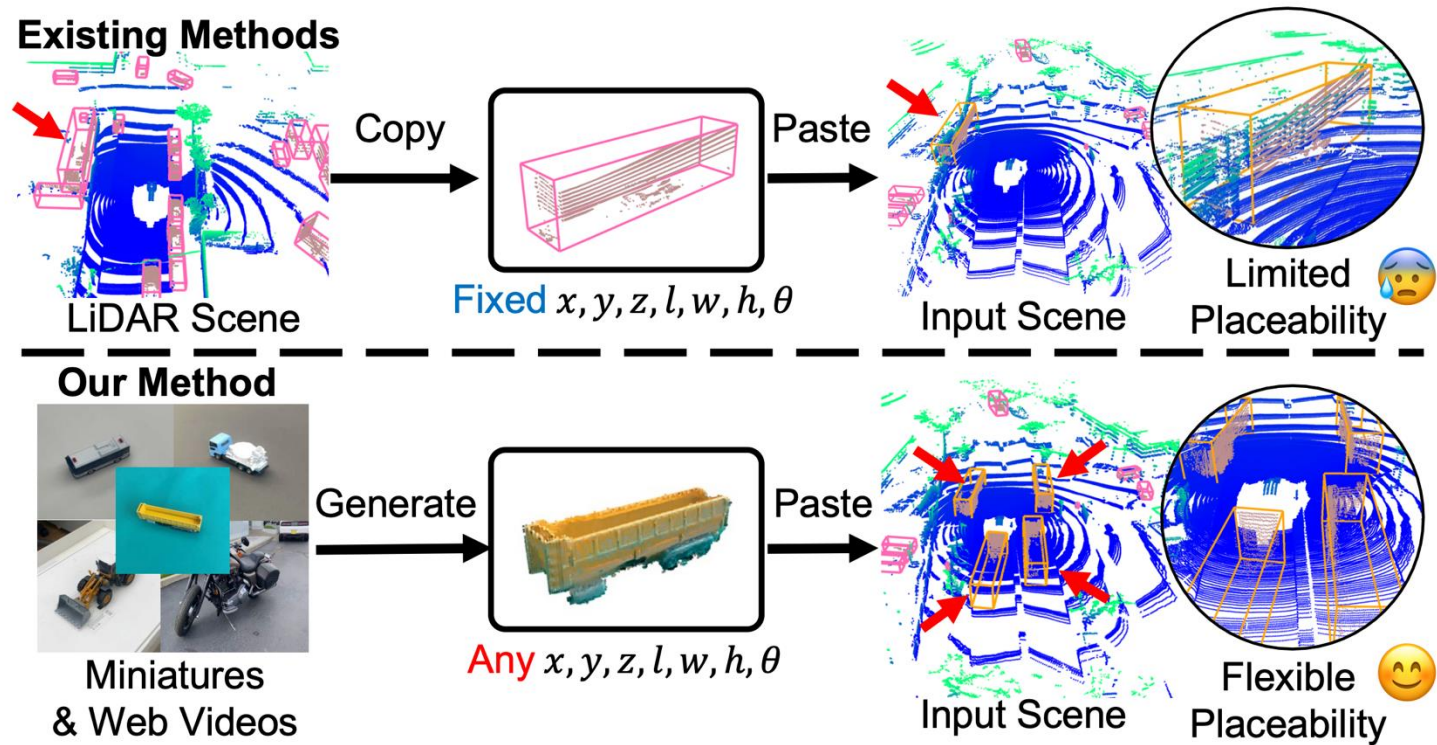 Existing Methods
Copy
Paste
LiDAR Scene
Fixed x, y, z, l, w, h, θ
Input Scene
Limited
Placeability
Our Method
Generate
Paste
Miniatures
& Web Videos
Any x, y, z, l, w, h, θ
Input Scene
Flexible
Placeability